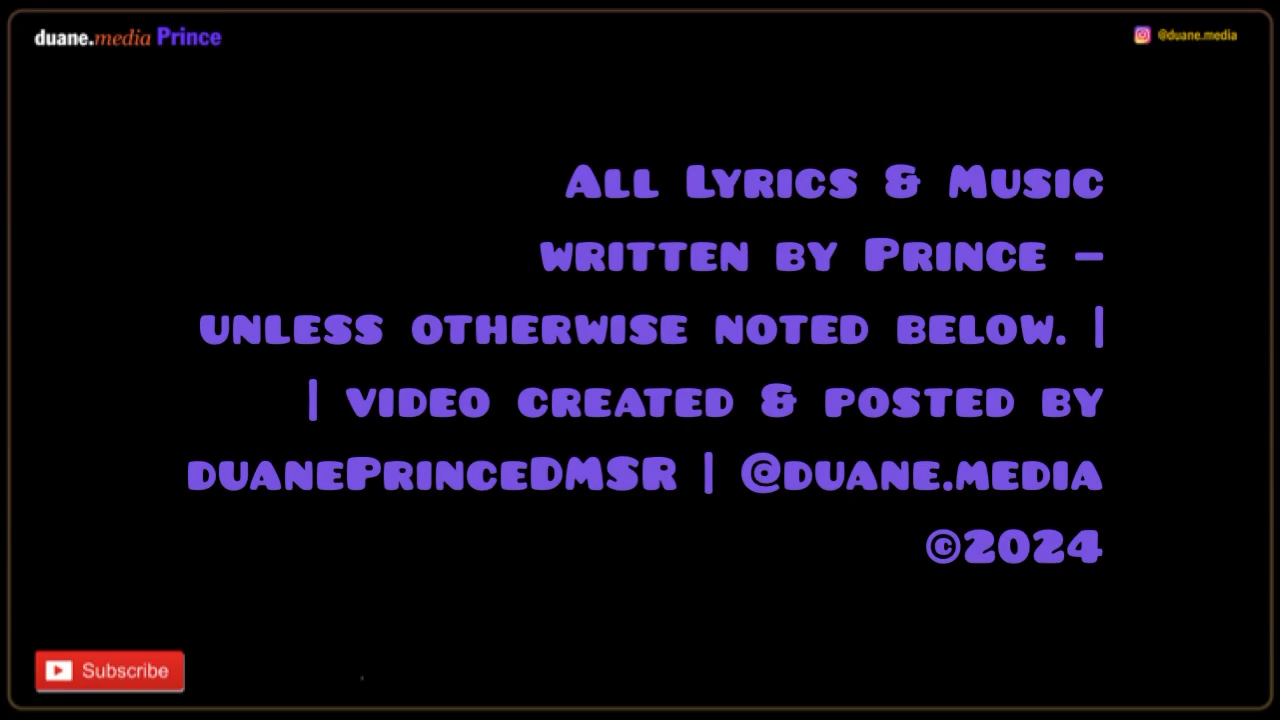 duane.media Prince
@duane.media
All Lyrics & Music
written by Prince –
unless otherwise noted below. |
| video created & posted by
duanePrinceDMSR | @duane.media
©2024
Subscribe